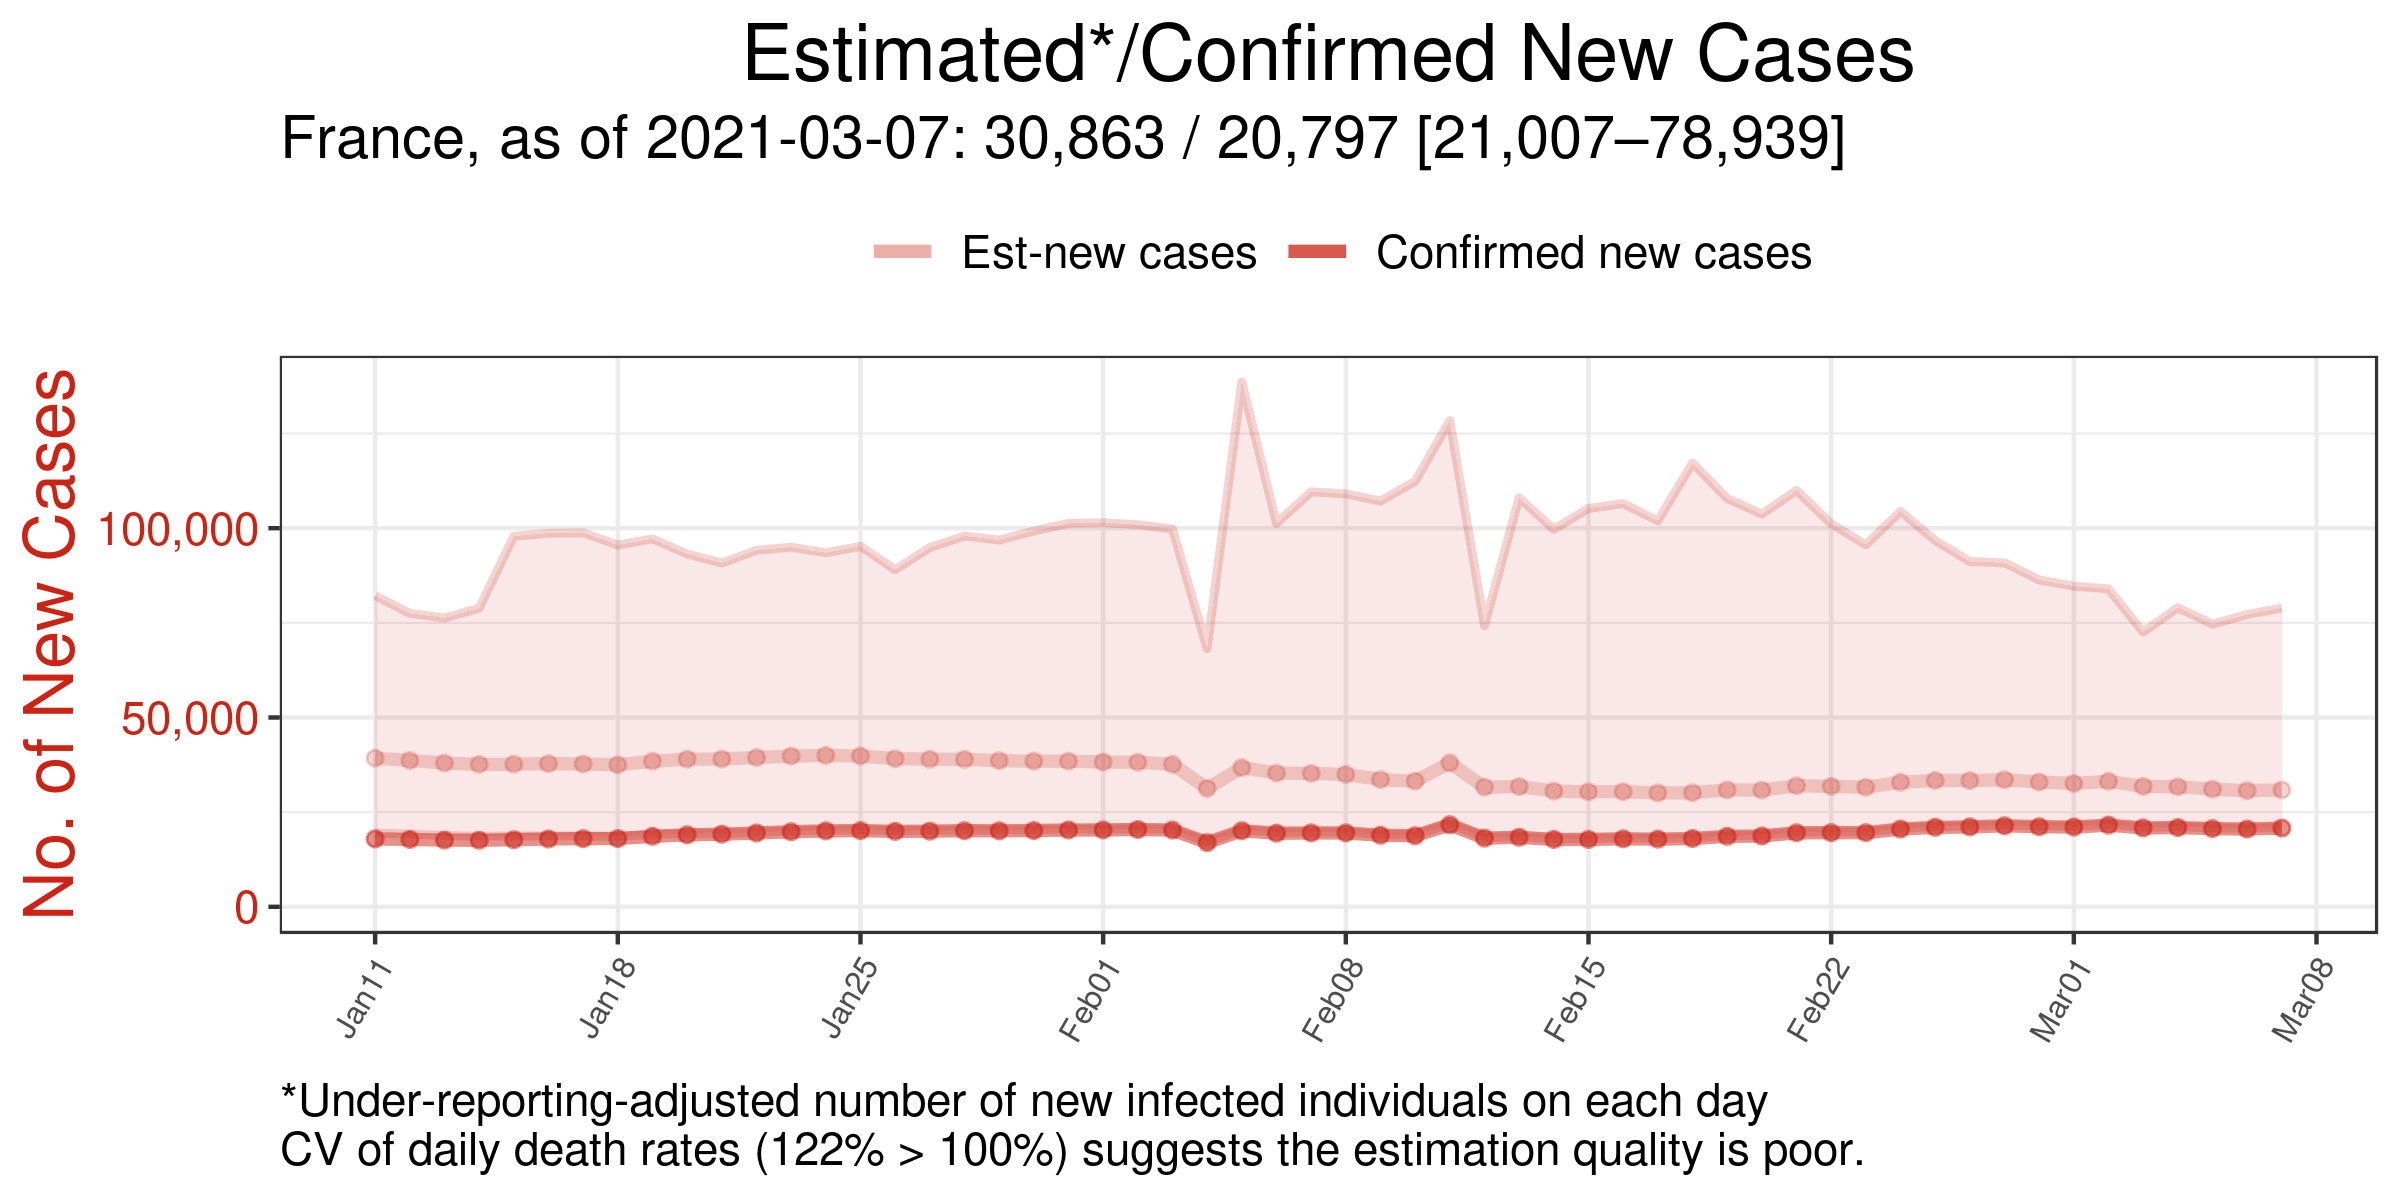 Estimated*/Confirmed New Cases
France, as of 2021-03-07: 30,863 / 20,797 [21,007–78,939]
Est-new cases Confirmed new cases
No. of New Cases
100,000
50,000
0
Jan11 Jan18 Jan25 Feb01 Feb08 Feb15 Feb22 Mar01 Mar08
*Under-reporting-adjusted number of new infected individuals on each day
CV of daily death rates (122% > 100%) suggests the estimation quality is poor.